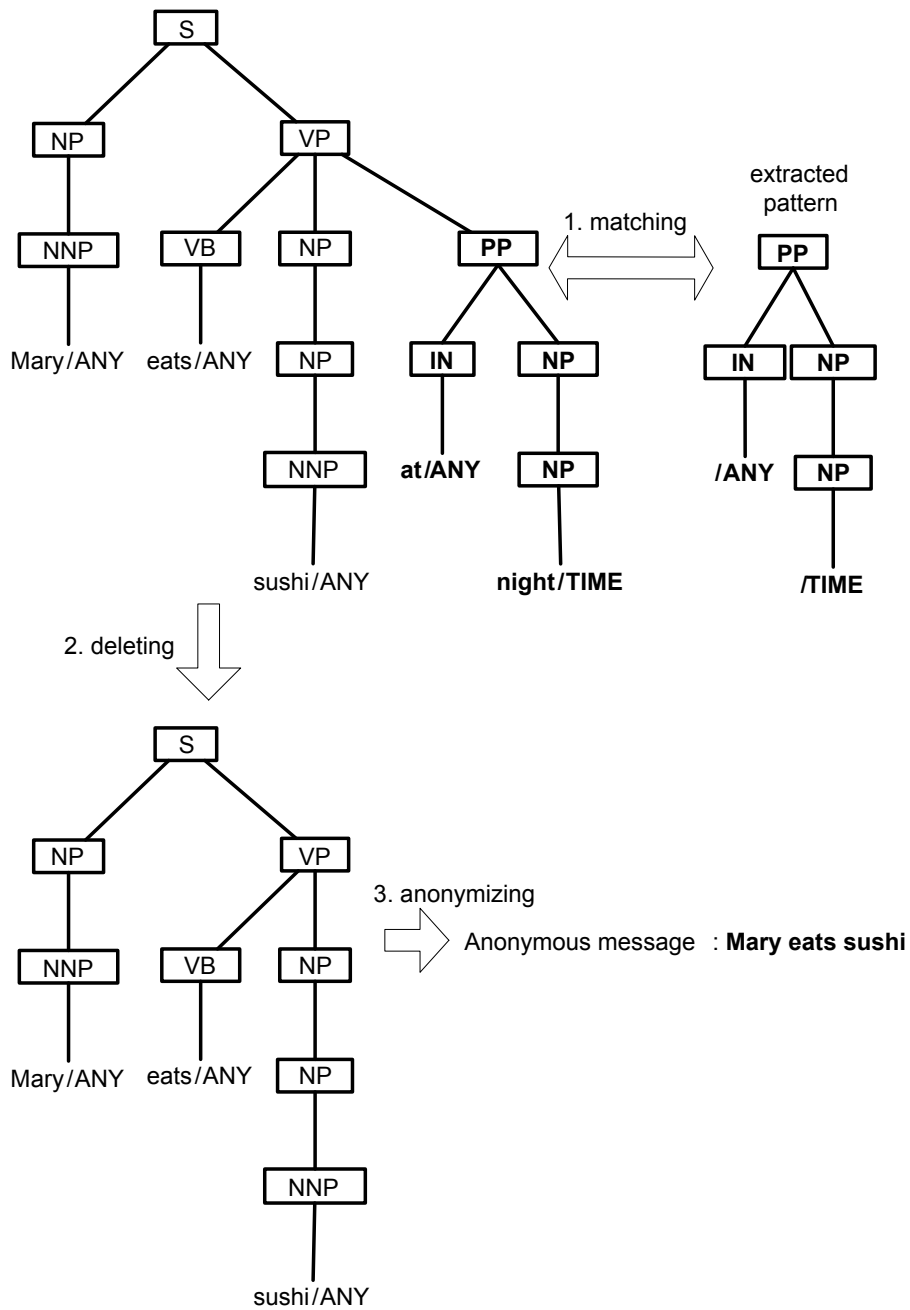 S
NP VP
extracted
pattern
1. matching
NNP VB NP PP PP
Mary/ANY eats/ANY NP IN NP IN NP
NNP at/ANY NP /ANY NP
sushi/ANY night/TIME /TIME
2. deleting
S
NP VP
3. anonymizing
Anonymous message : Mary eats sushi
NNP VB NP
Mary/ANY eats/ANY NP
NNP
sushi/ANY